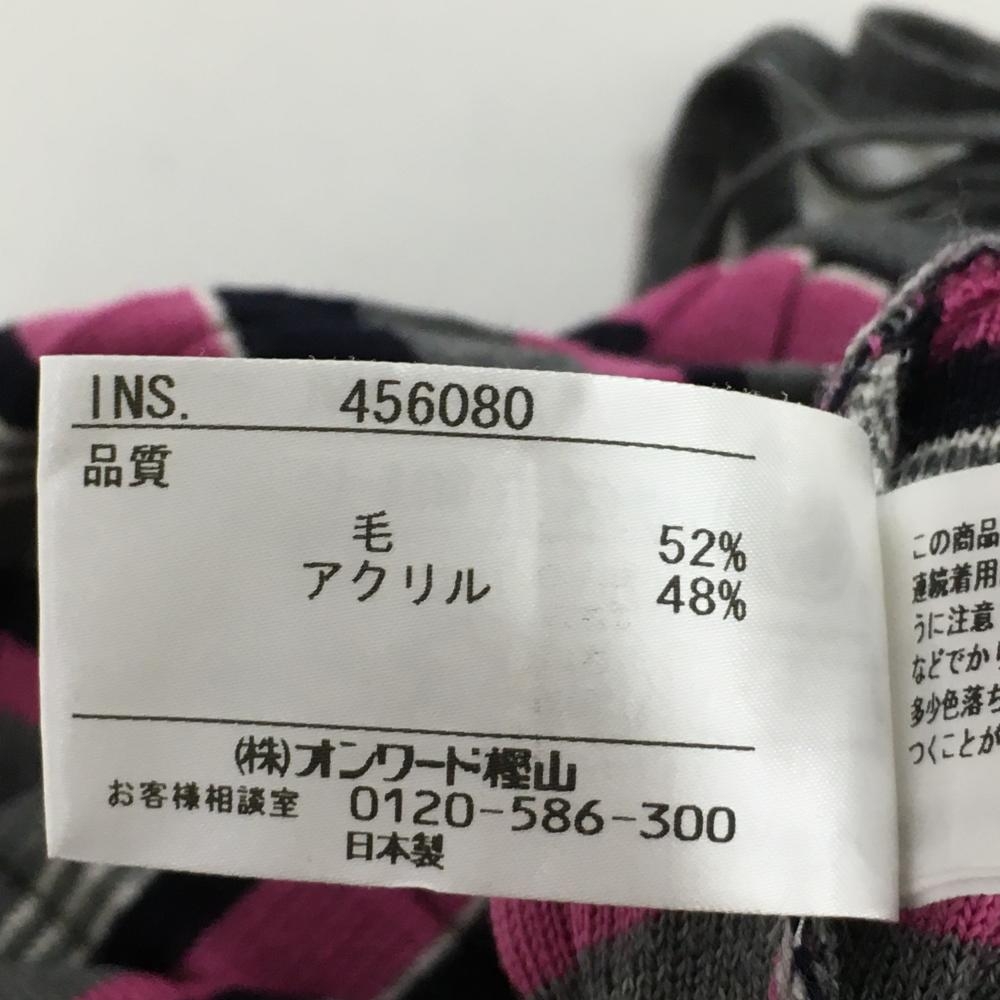 INS. 456080
品質
毛 52%
アクリル 48%
(株)オンワード樫山
お客様相談室 0120-586-300
日本製
この商品
連続着用
うに注意
などでか
多少色落ち
つくことが